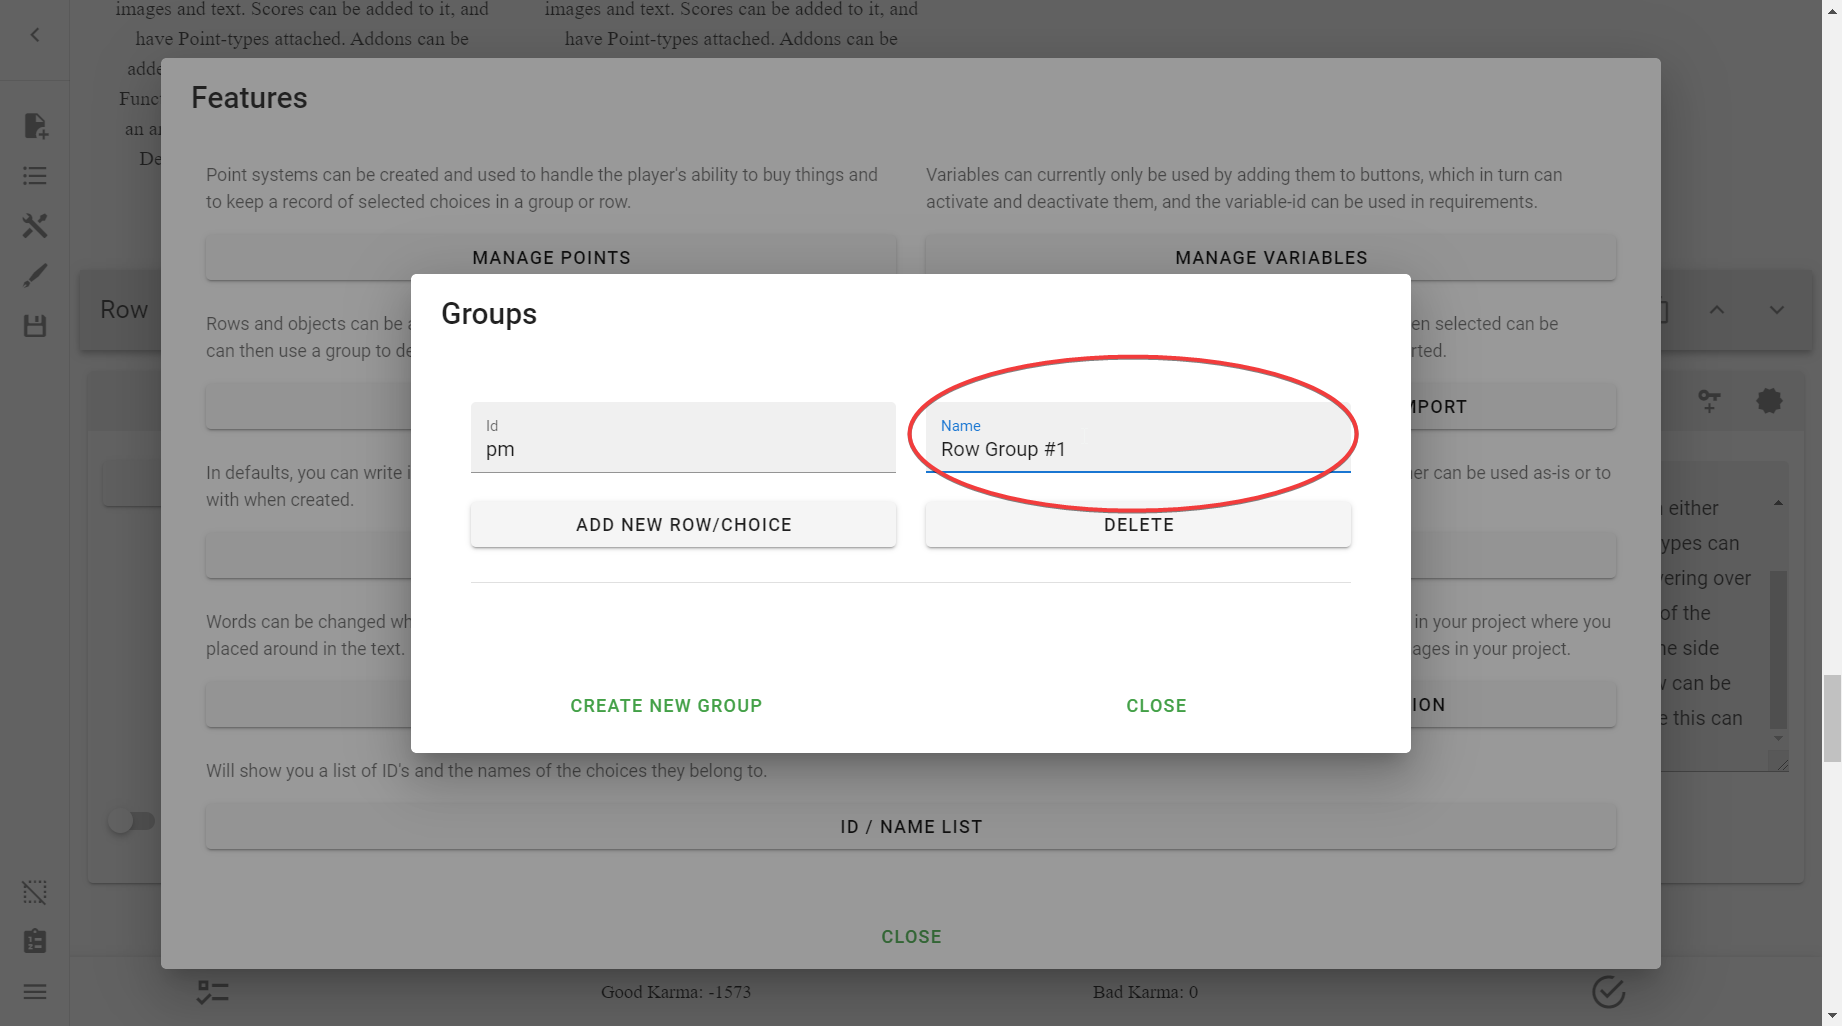 images and text. Scores can be added to it, and
have Point-types attached. Addons can be
adde
Func
an a
De
images and text. Scores can be added to it, and
have Point-types attached. Addons can be
Features
Point systems can be created and used to handle the player's ability to buy things and
to keep a record of selected choices in a group or row.
MANAGE POINTS
Variables can currently only be used by adding them to buttons, which in turn can
activate and deactivate them, and the variable-id can be used in requirements.
MANAGE VARIABLES
Row
Rows and objects can be a
can then use a group to de
en selected can be
rted.
MPORT
Groups
Id
pm
Name
Row Group #1
ADD NEW ROW/CHOICE
DELETE
CREATE NEW GROUP
CLOSE
In defaults, you can write i
with when created.
ner can be used as-is or to
Words can be changed wh
placed around in the text.
in your project where you
ages in your project.
ION
either
ypes can
ering over
of the
ne side
can be
e this can
Will show you a list of ID's and the names of the choices they belong to.
ID / NAME LIST
CLOSE
Good Karma: -1573
Bad Karma: 0